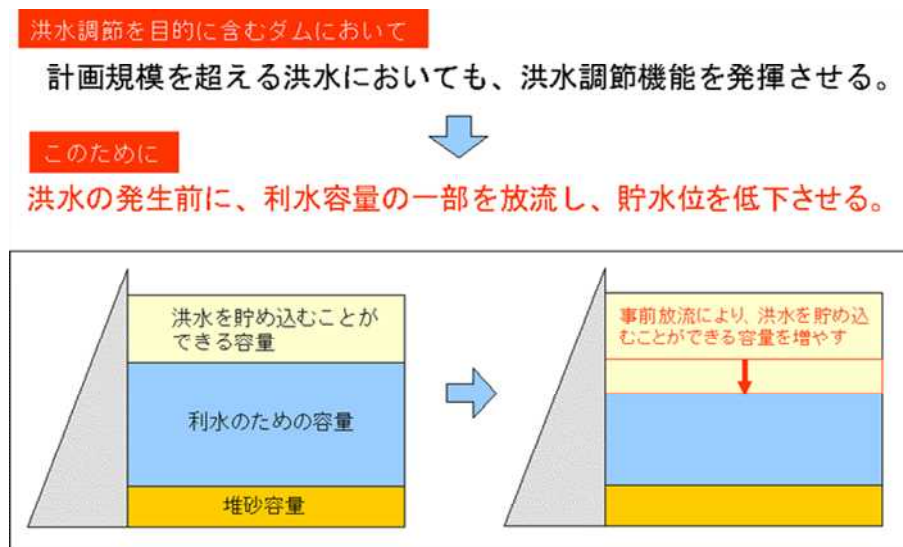 洪水調節を目的に含むダムにおいて
計画規模を超える洪水においても、洪水調節機能を発揮させる。
このために
洪水の発生前に、利水容量の一部を放流し、貯水位を低下させる。
洪水を貯め込むことが
できる容量
利水のための容量
堆砂容量
事前放流により、洪水を貯め込
むことができる容量を増やす